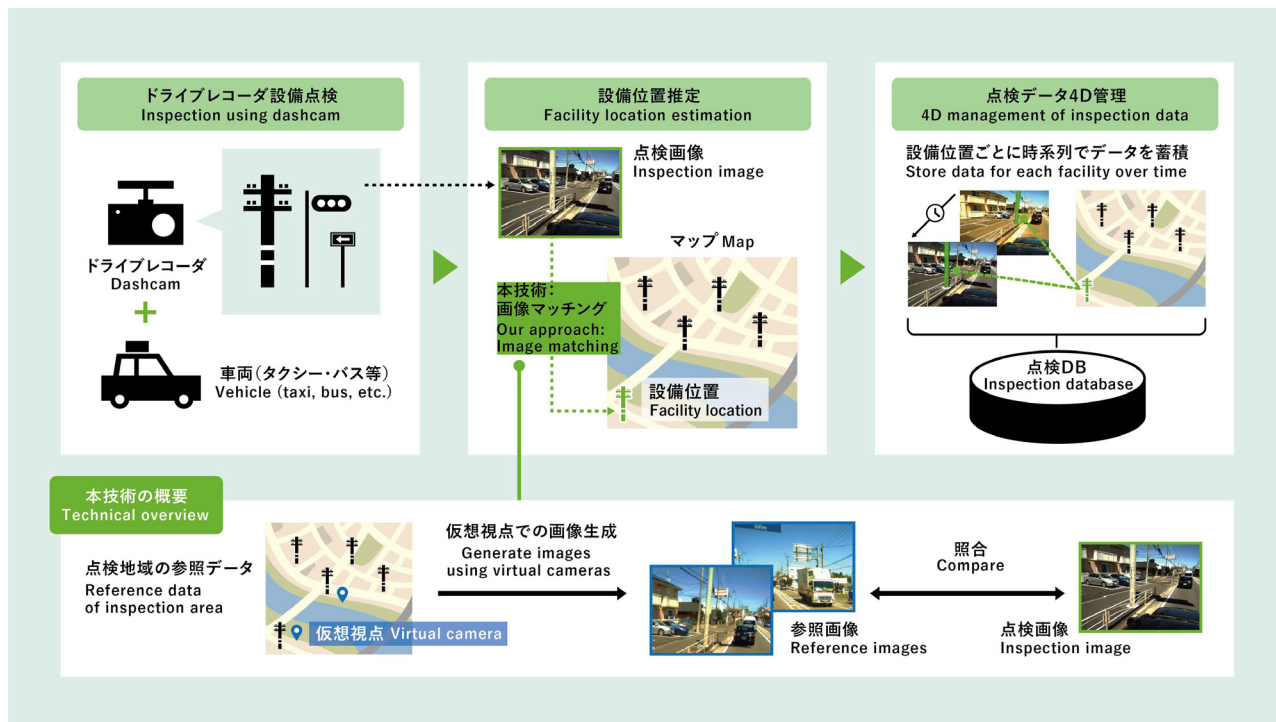 ドライブレコーダ設備点検
Inspection using dashcam
ドライブレコーダ
Dashcam
車両（タクシー・バス等）
Vehicle (taxi, bus, etc.)
設備位置推定
Facility location estimation
点検画像
Inspection image
マップ Map
本技術：
画像マッチング
Our approach:
Image matching
設備位置
Facility location
点検データ4D管理
4D management of inspection data
設備位置ごとに時系列でデータを蓄積
Store data for each facility over time
点検DB
Inspection database
本技術の概要
Technical overview
点検地域の参照データ
Reference data
of inspection area
仮想視点 Virtual camera
仮想視点での画像生成
Generate images
using virtual cameras
参照画像
Reference images
照合
Compare
点検画像
Inspection image